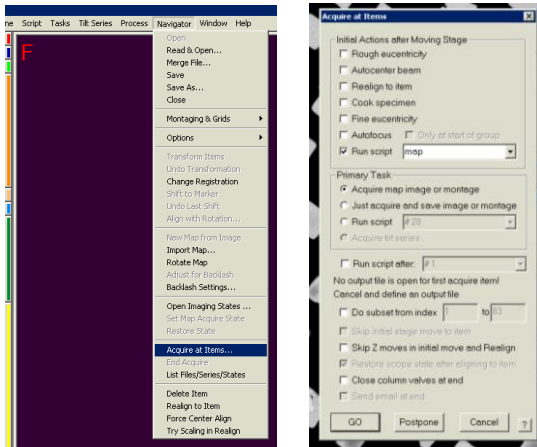 ne Script Tasks Tilt Series Process Navigator Window Help
F
Open
Read & Open...
Merge File...
Save
Save As...
Close
Montaging & Grids
Options
Transform Items
Undo Transformation
Change Registration
Shift to Marker
Undo Last Shift
Align with Rotation...
New Map from Image
Import Map...
Rotate Map
Adjust for Backlash
Backlash Settings...
Open Imaging States ...
Set Map Acquire State
Restore State
Acquire at Items...
End Acquire
List Files/Series/States
Delete Item
Realign to Item
Force Center Align
Try Scaling in Realign
Acquire at Items
Initial Actions after Moving Stage
Rough eucentricity
Autocenter beam
Realign to item
Cook specimen
Fine eucentricity
Autofocus Only at start of group
Run script map
Primary Task
Acquire map image or montage
Just acquire and save image or montage
Run script # 20
Acquire tilt series
Run script after: # 1
No output file is open for first acquire item!
Cancel and define an output file
Do subset from index 1 to 83
Skip initial stage move to item
Skip Z moves in initial move and Realign
Restore scope state after aligning to item
Close column valves at end
Send email at end
GO Postpone Cancel ?